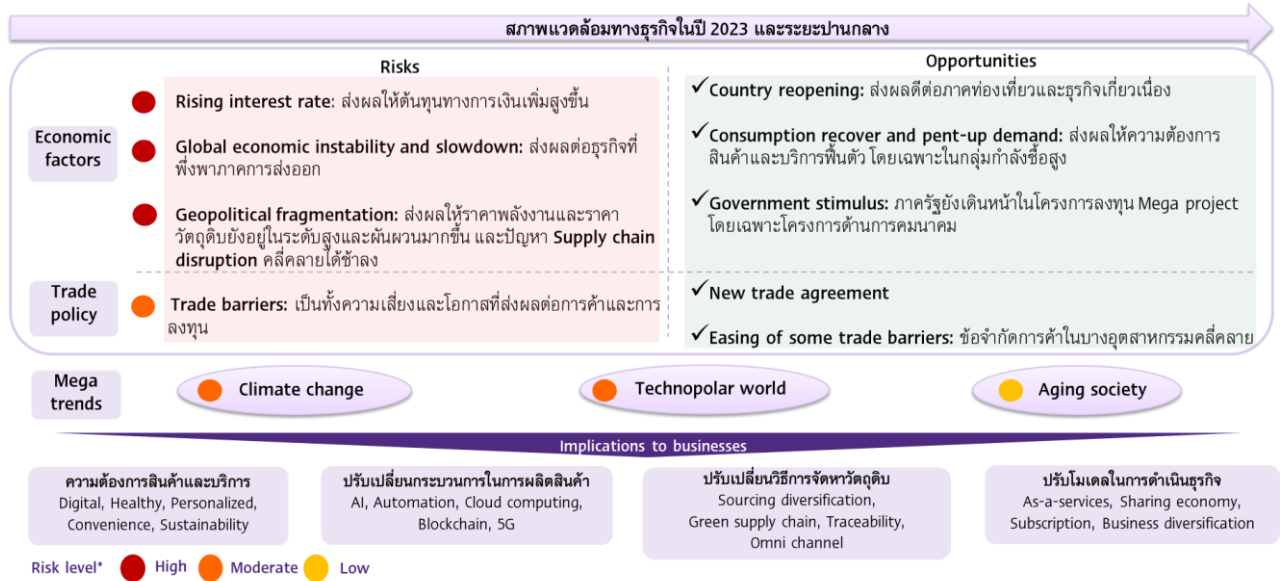 สภาพแวดล้อมทางธุรกิจในปี 2023 และระยะปานกลาง
Risks
Opportunities
Economic
factors
Rising interest rate: ส่งผลให้ต้นทุนทางการเงินเพิ่มสูงขึ้น
Global economic instability and slowdown: ส่งผลต่อธุรกิจที่
พึ่งพาภาคการส่งออก
Geopolitical fragmentation: ส่งผลให้ราคาพลังงานและราคา
วัตถุดิบยังอยู่ในระดับสูงและผันผวนมากขึ้น และปัญหา Supply chain
disruption คลี่คลายได้ช้าลง
✓Country reopening: ส่งผลดีต่อภาคท่องเที่ยวและธุรกิจเกี่ยวเนื่อง
✓Consumption recover and pent-up demand: ส่งผลให้ความต้องการ
สินค้าและบริการฟื้นตัว โดยเฉพาะในกลุ่มกำลังซื้อสูง
✓Government stimulus: ภาครัฐยังเดินหน้าในโครงการลงทุน Mega project
โดยเฉพาะโครงการด้านการคมนาคม
Trade
policy
Trade barriers: เป็นทั้งความเสี่ยงและโอกาสที่ส่งผลต่อการค้าและการ
ลงทุน
✓New trade agreement
✓Easing of some trade barriers: ข้อจำกัดการค้าในบางอุตสาหกรรมคลี่คลาย
Mega
trends
Climate change
Technopolar world
Aging society
Implications to businesses
ความต้องการสินค้าและบริการ
Digital, Healthy, Personalized,
Convenience, Sustainability
ปรับเปลี่ยนกระบวนการในการผลิตสินค้า
AI, Automation, Cloud computing,
Blockchain, 5G
ปรับเปลี่ยนวิธีการจัดหาวัตถุดิบ
Sourcing diversification,
Green supply chain, Traceability,
Omni channel
ปรับโมเดลในการดำเนินธุรกิจ
As-a-services, Sharing economy,
Subscription, Business diversification
Risk level* High Moderate Low